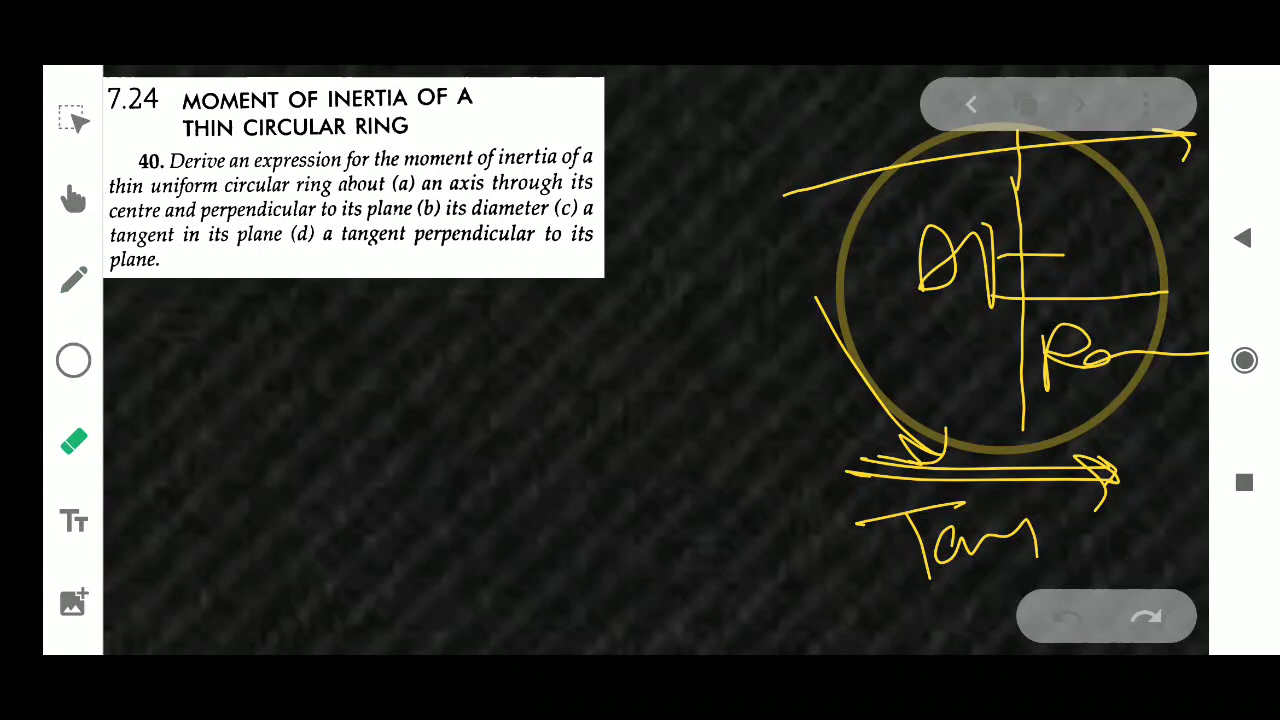 7.24 MOMENT OF INERTIA OF A
THIN CIRCULAR RING
40. Derive an expression for the moment of inertia of a
thin uniform circular ring about (a) an axis through its
centre and perpendicular to its plane (b) its diameter (c) a
tangent in its plane (d) a tangent perpendicular to its
plane.
Tan
TT